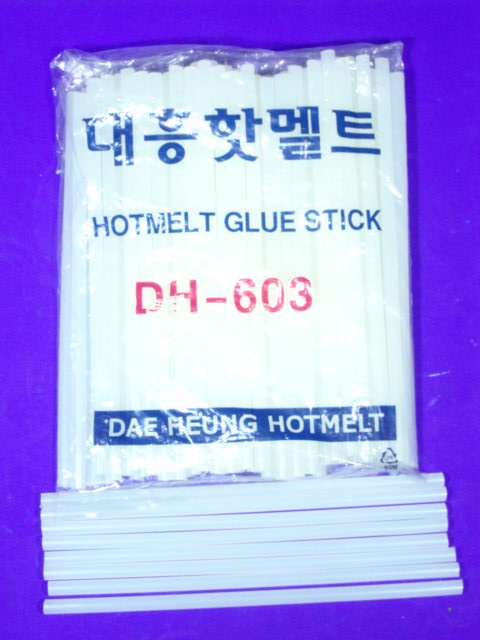 대흥핫멜트
HOTMELT GLUE STICK
DH-603
DAE HEUNG HOTMELT